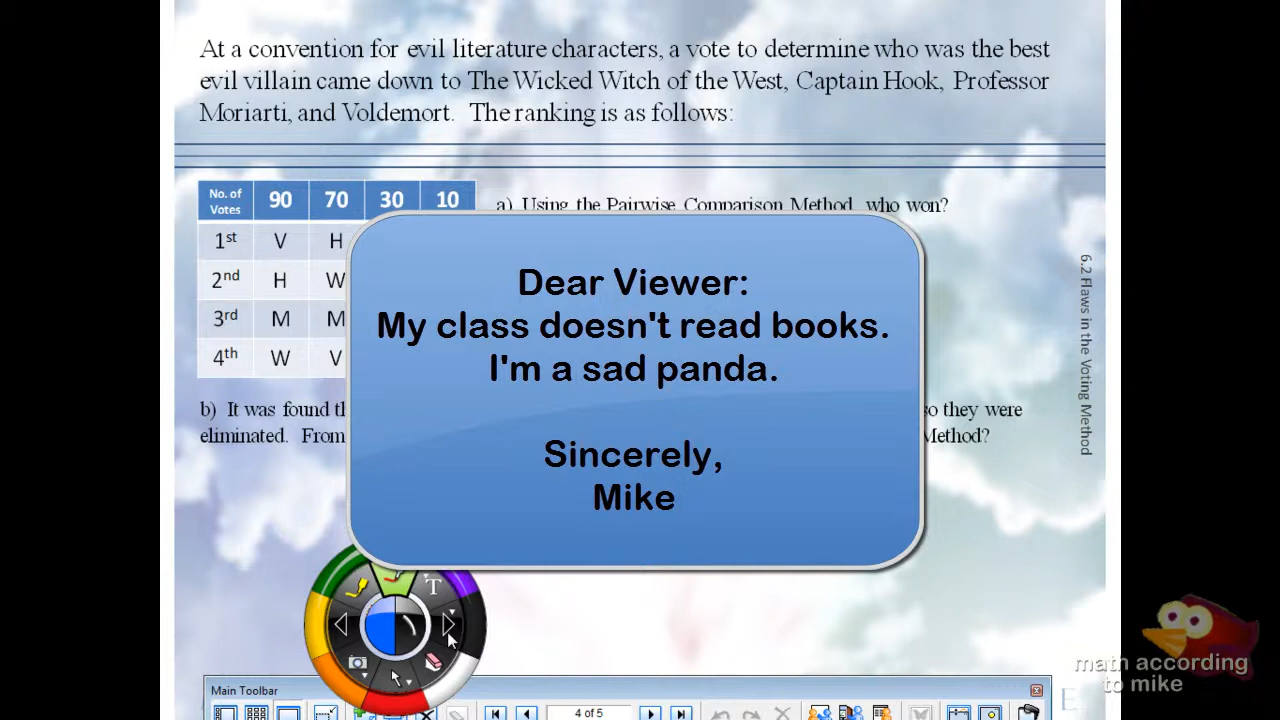 At a convention for evil literature characters, a vote to determine who was the best
evil villain came down to The Wicked Witch of the West, Captain Hook, Professor
Moriarti, and Voldemort. The ranking is as follows:
No. of Votes 90 70 30 10
a) Using the Pairwise Comparison Method, who won?
1st V H
2nd H W
3rd M M
4th W V
Dear Viewer:
My class doesn't read books.
I'm a sad panda.
Sincerely,
Mike
b) It was found so they were
eliminated. From Method?
6.2 Flaws in the Voting Method
T
math according
to mike
Main Toolbar
4 of 5